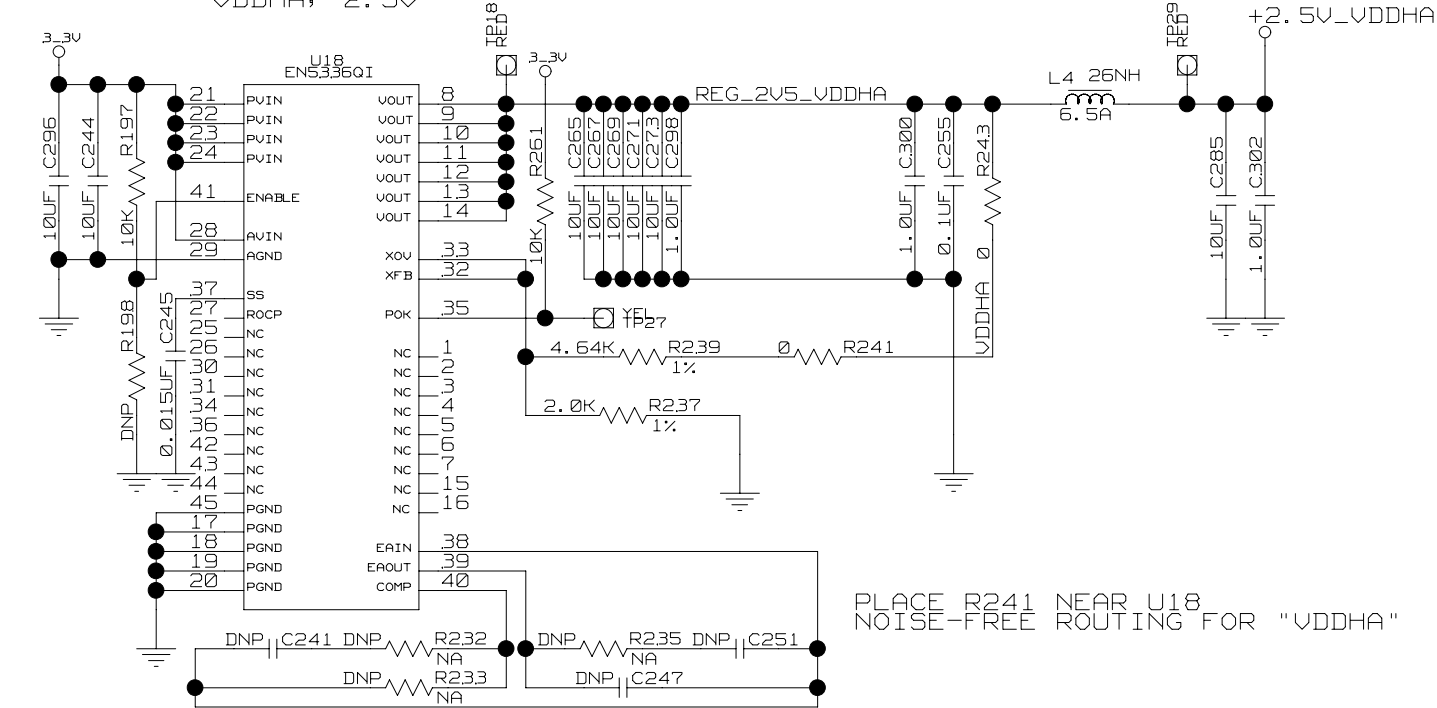 VDDHA, 2.5V
3_3V
U18
EN5336QI
TP18
RED
3_3V
TP29
RED
+2.5V_VDDHA
C296
10UF
C244
10UF
R197
10K
R198
DNP
C245
0.015UF
21 PVIN
22 PVIN
23 PVIN
24 PVIN
41 ENABLE
28 AVIN
29 AGND
37 SS
27 ROCP
25 NC
26 NC
30 NC
31 NC
34 NC
36 NC
42 NC
43 NC
44 NC
45 PGND
17 PGND
18 PGND
19 PGND
20 PGND
VOUT 8
VOUT 9
VOUT 10
VOUT 11
VOUT 12
VOUT 13
VOUT 14
XOV 33
XFB 32
POK 35
NC 1
NC 2
NC 3
NC 4
NC 5
NC 6
NC 7
NC 15
NC 16
EAIN 38
EAOUT 39
COMP 40
R261
10K
C265
10UF
C267
10UF
C269
10UF
C271
10UF
C273
10UF
C298
1.0UF
REG_2V5_VDDHA
C300
1.0UF
C255
0.1UF
R243
0
VDDHA
L4 26NH
6.5A
C285
10UF
C302
1.0UF
YEL
TP27
4.64K R239
1%
0 R241
2.0K R237
1%
PLACE R241 NEAR U18
NOISE-FREE ROUTING FOR "VDDHA"
DNP C241 DNP R232
NA
DNP R235 DNP C251
NA
DNP R233
NA
DNP C247